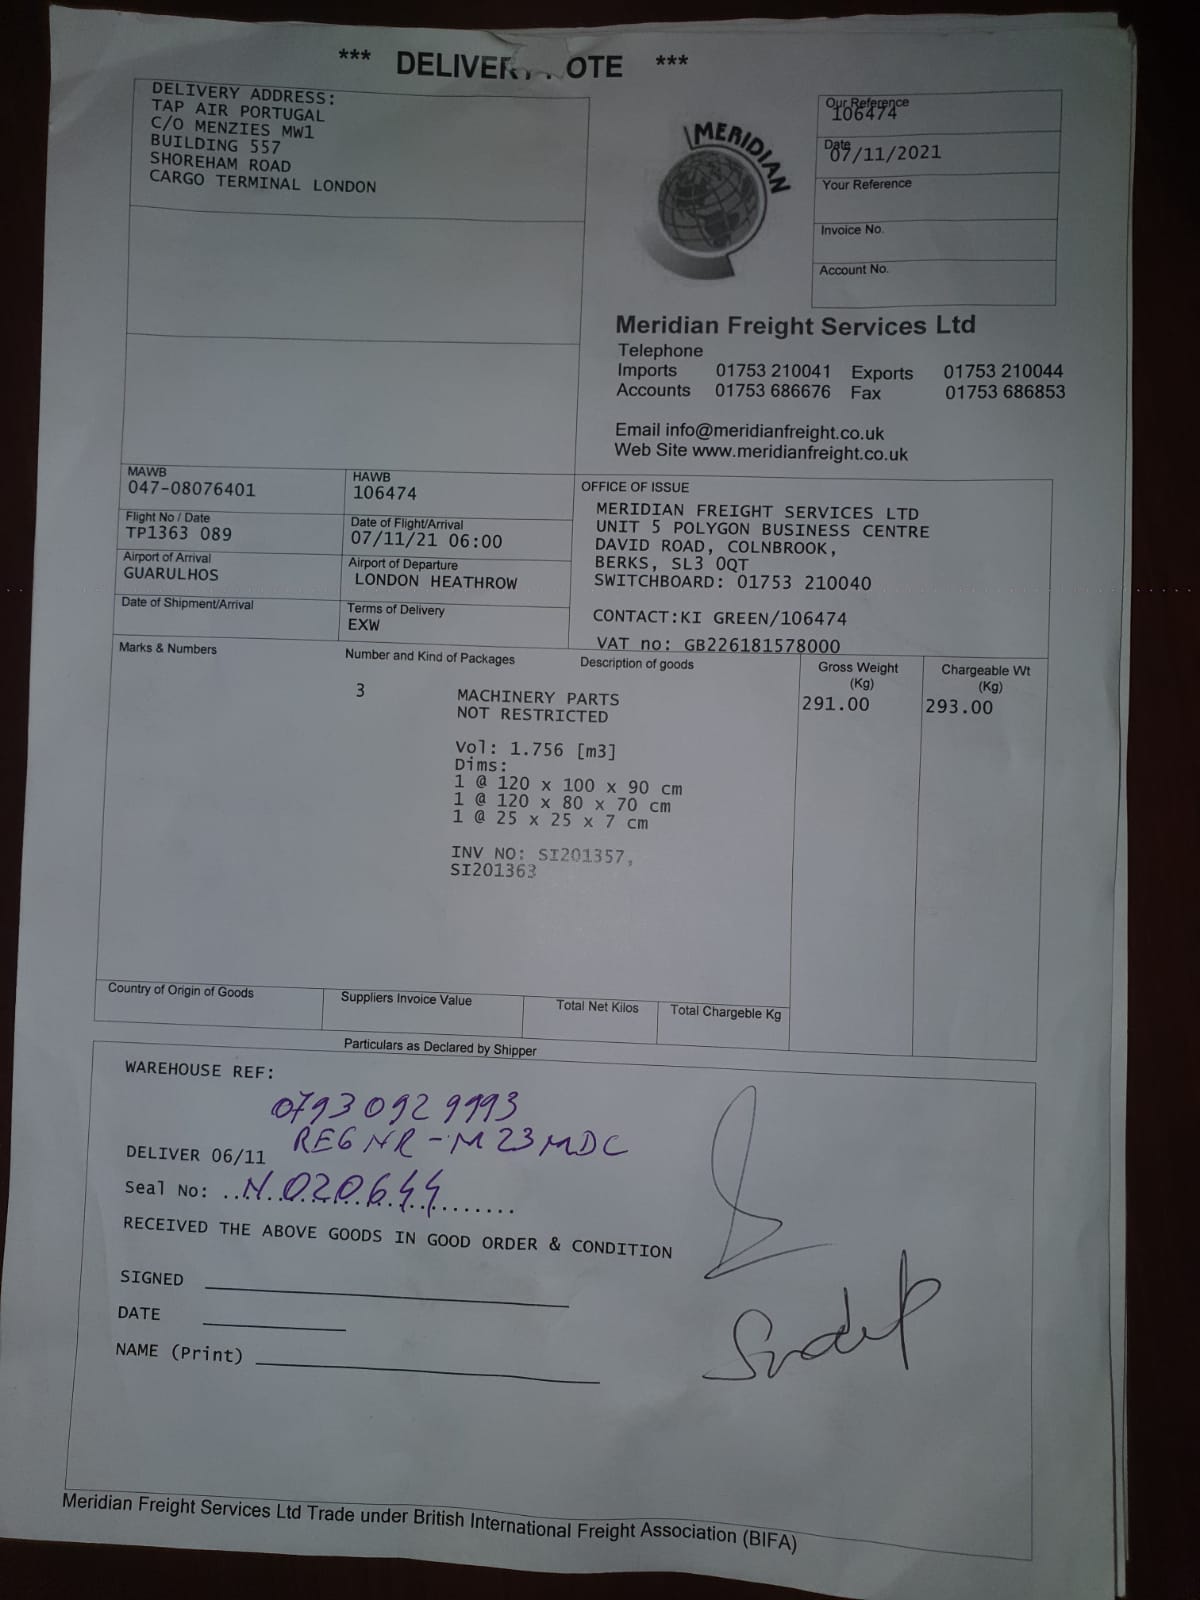 *** DELIVERY NOTE ***
DELIVERY ADDRESS:
TAP AIR PORTUGAL
C/O MENZIES MW1
BUILDING 557
SHOREHAM ROAD
CARGO TERMINAL LONDON
MERIDIAN
Our Reference
106474
Date
07/11/2021
Your Reference
Invoice No.
Account No.
Meridian Freight Services Ltd
Telephone
Imports 01753 210041 Exports 01753 210044
Accounts 01753 686676 Fax 01753 686853
Email info@meridianfreight.co.uk
Web Site www.meridianfreight.co.uk
MAWB
047-08076401
HAWB
106474
Flight No / Date
TP1363 089
Date of Flight/Arrival
07/11/21 06:00
Airport of Arrival
GUARULHOS
Airport of Departure
LONDON HEATHROW
Date of Shipment/Arrival
Terms of Delivery
EXW
OFFICE OF ISSUE
MERIDIAN FREIGHT SERVICES LTD
UNIT 5 POLYGON BUSINESS CENTRE
DAVID ROAD, COLNBROOK,
BERKS, SL3 0QT
SWITCHBOARD: 01753 210040
CONTACT:KI GREEN/106474
VAT no: GB226181578000
Marks & Numbers
Number and Kind of Packages
Description of goods
Gross Weight
(Kg)
Chargeable Wt
(Kg)
3
MACHINERY PARTS
NOT RESTRICTED
291.00
293.00
Vol: 1.756 [m3]
Dims:
1 @ 120 x 100 x 90 cm
1 @ 120 x 80 x 70 cm
1 @ 25 x 25 x 7 cm
INV NO: SI201357,
SI201363
Country of Origin of Goods
Suppliers Invoice Value
Total Net Kilos
Total Chargeble Kg
Particulars as Declared by Shipper
WAREHOUSE REF:
0793 092 9993
REG NR - M23MDC
DELIVER 06/11
Seal No: ..N.020644........
RECEIVED THE ABOVE GOODS IN GOOD ORDER & CONDITION
SIGNED
DATE
NAME (Print)
Meridian Freight Services Ltd Trade under British International Freight Association (BIFA)